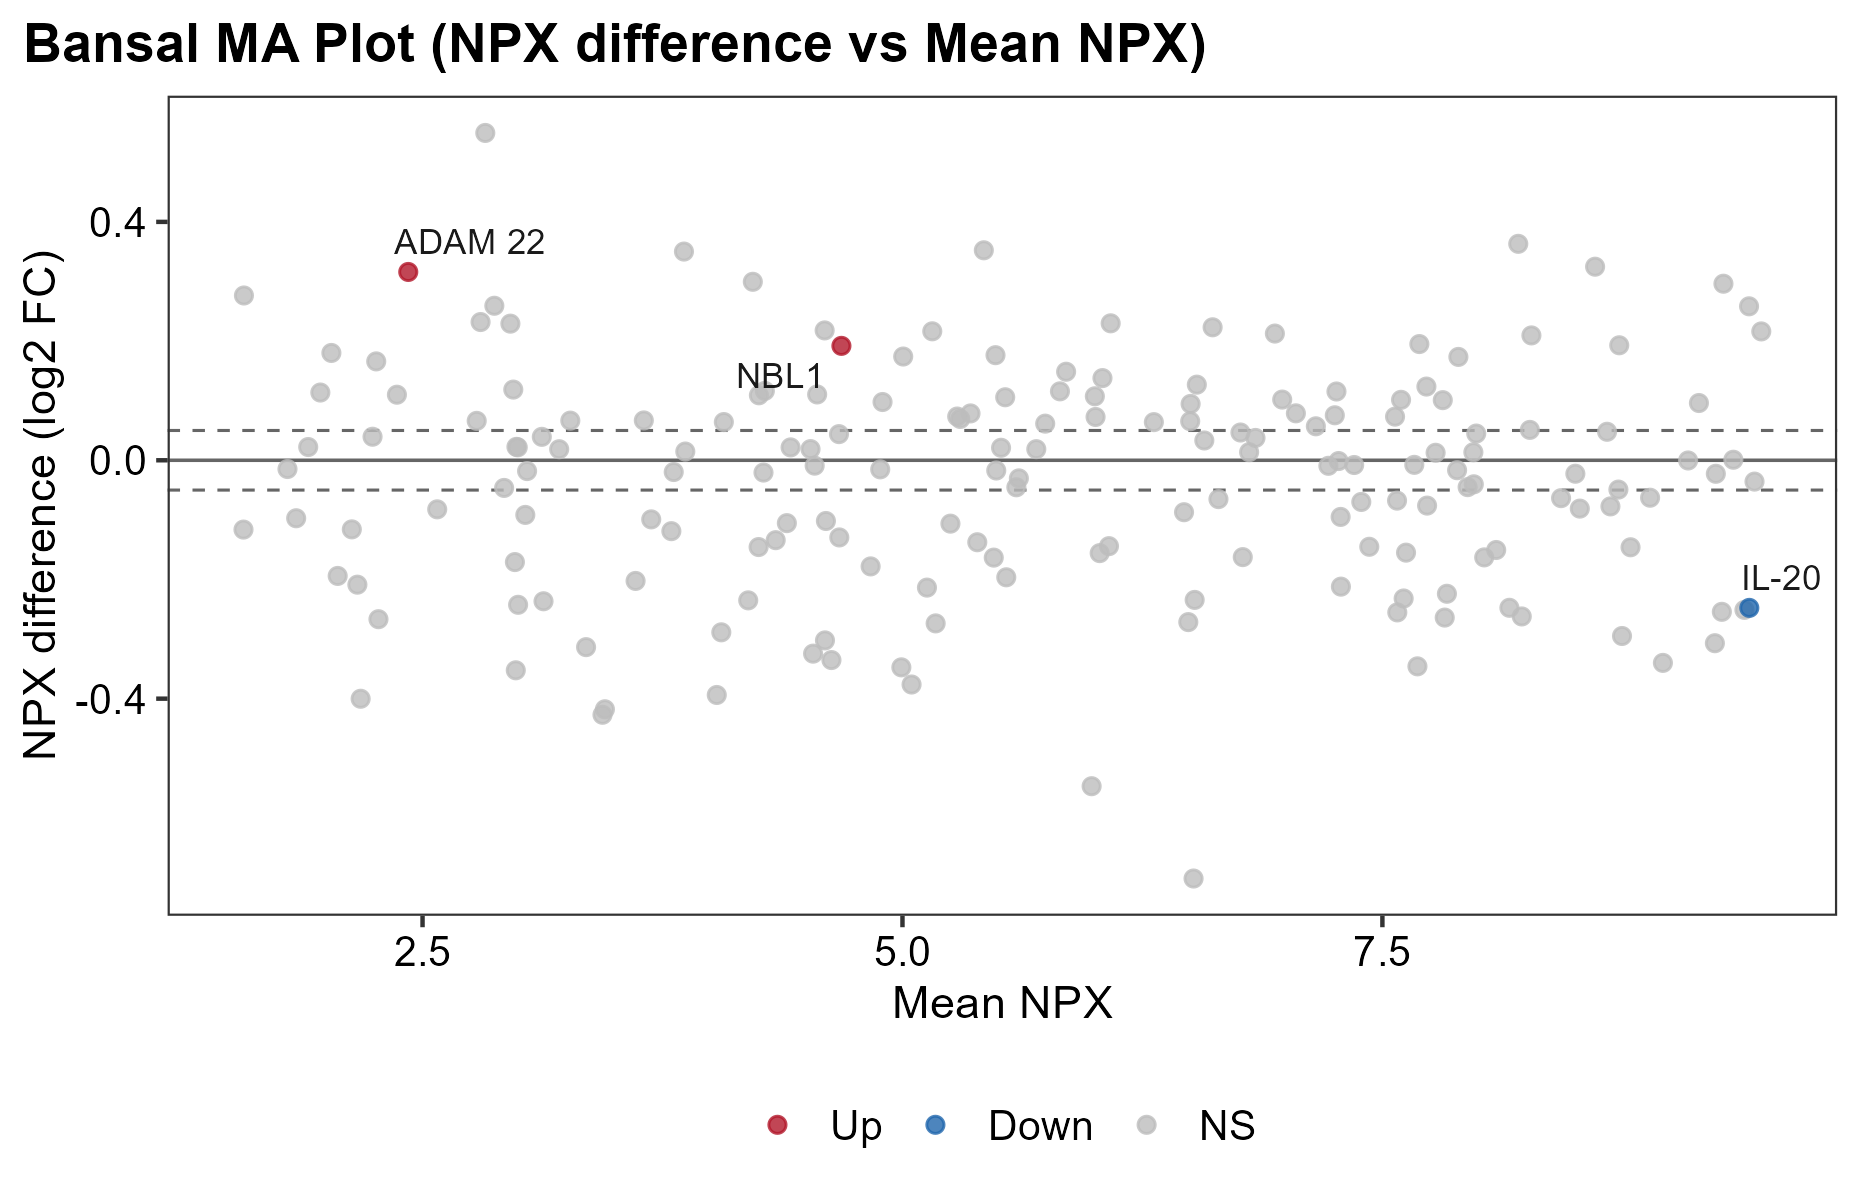 Bansal MA Plot (NPX difference vs Mean NPX)
NPX difference (log2 FC)
0.4
0.0
-0.4
ADAM 22
NBL1
IL-20
2.5 5.0 7.5
Mean NPX
Up Down NS